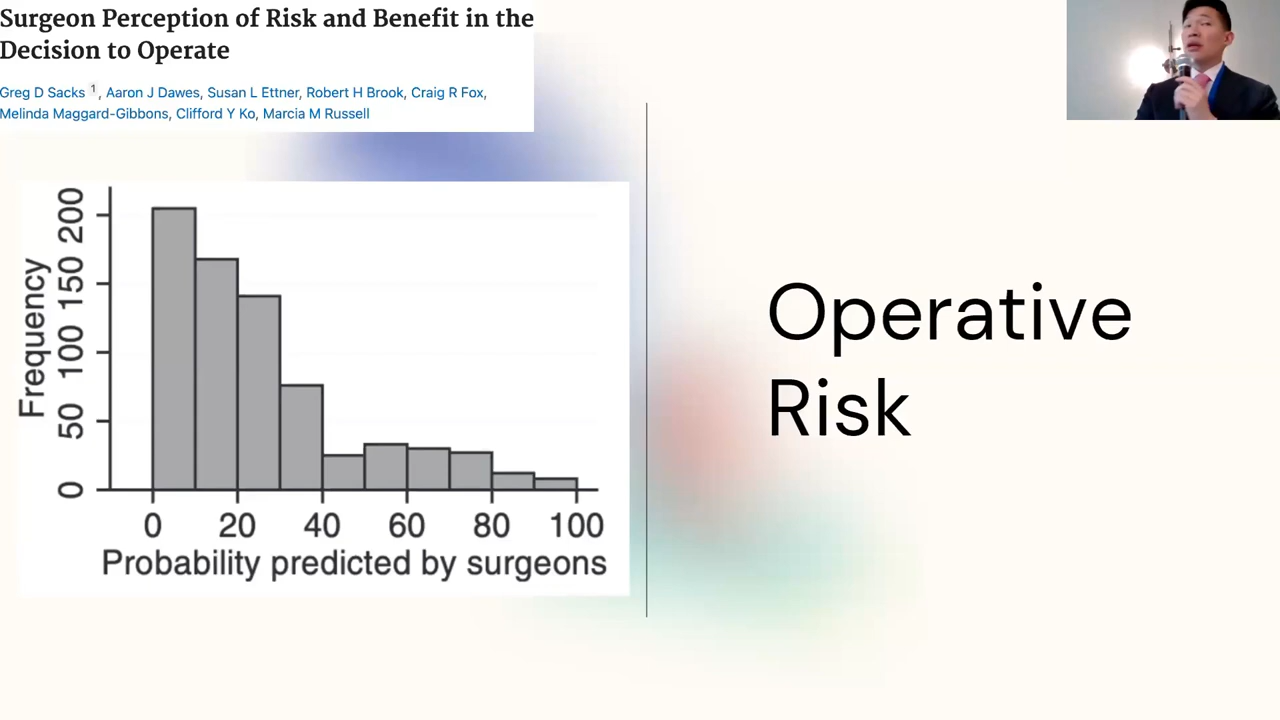 Surgeon Perception of Risk and Benefit in the
Decision to Operate
Greg D Sacks 1, Aaron J Dawes, Susan L Ettner, Robert H Brook, Craig R Fox,
Melinda Maggard-Gibbons, Clifford Y Ko, Marcia M Russell
Frequency
200
150
100
50
0
0 20 40 60 80 100
Probability predicted by surgeons
Operative
Risk